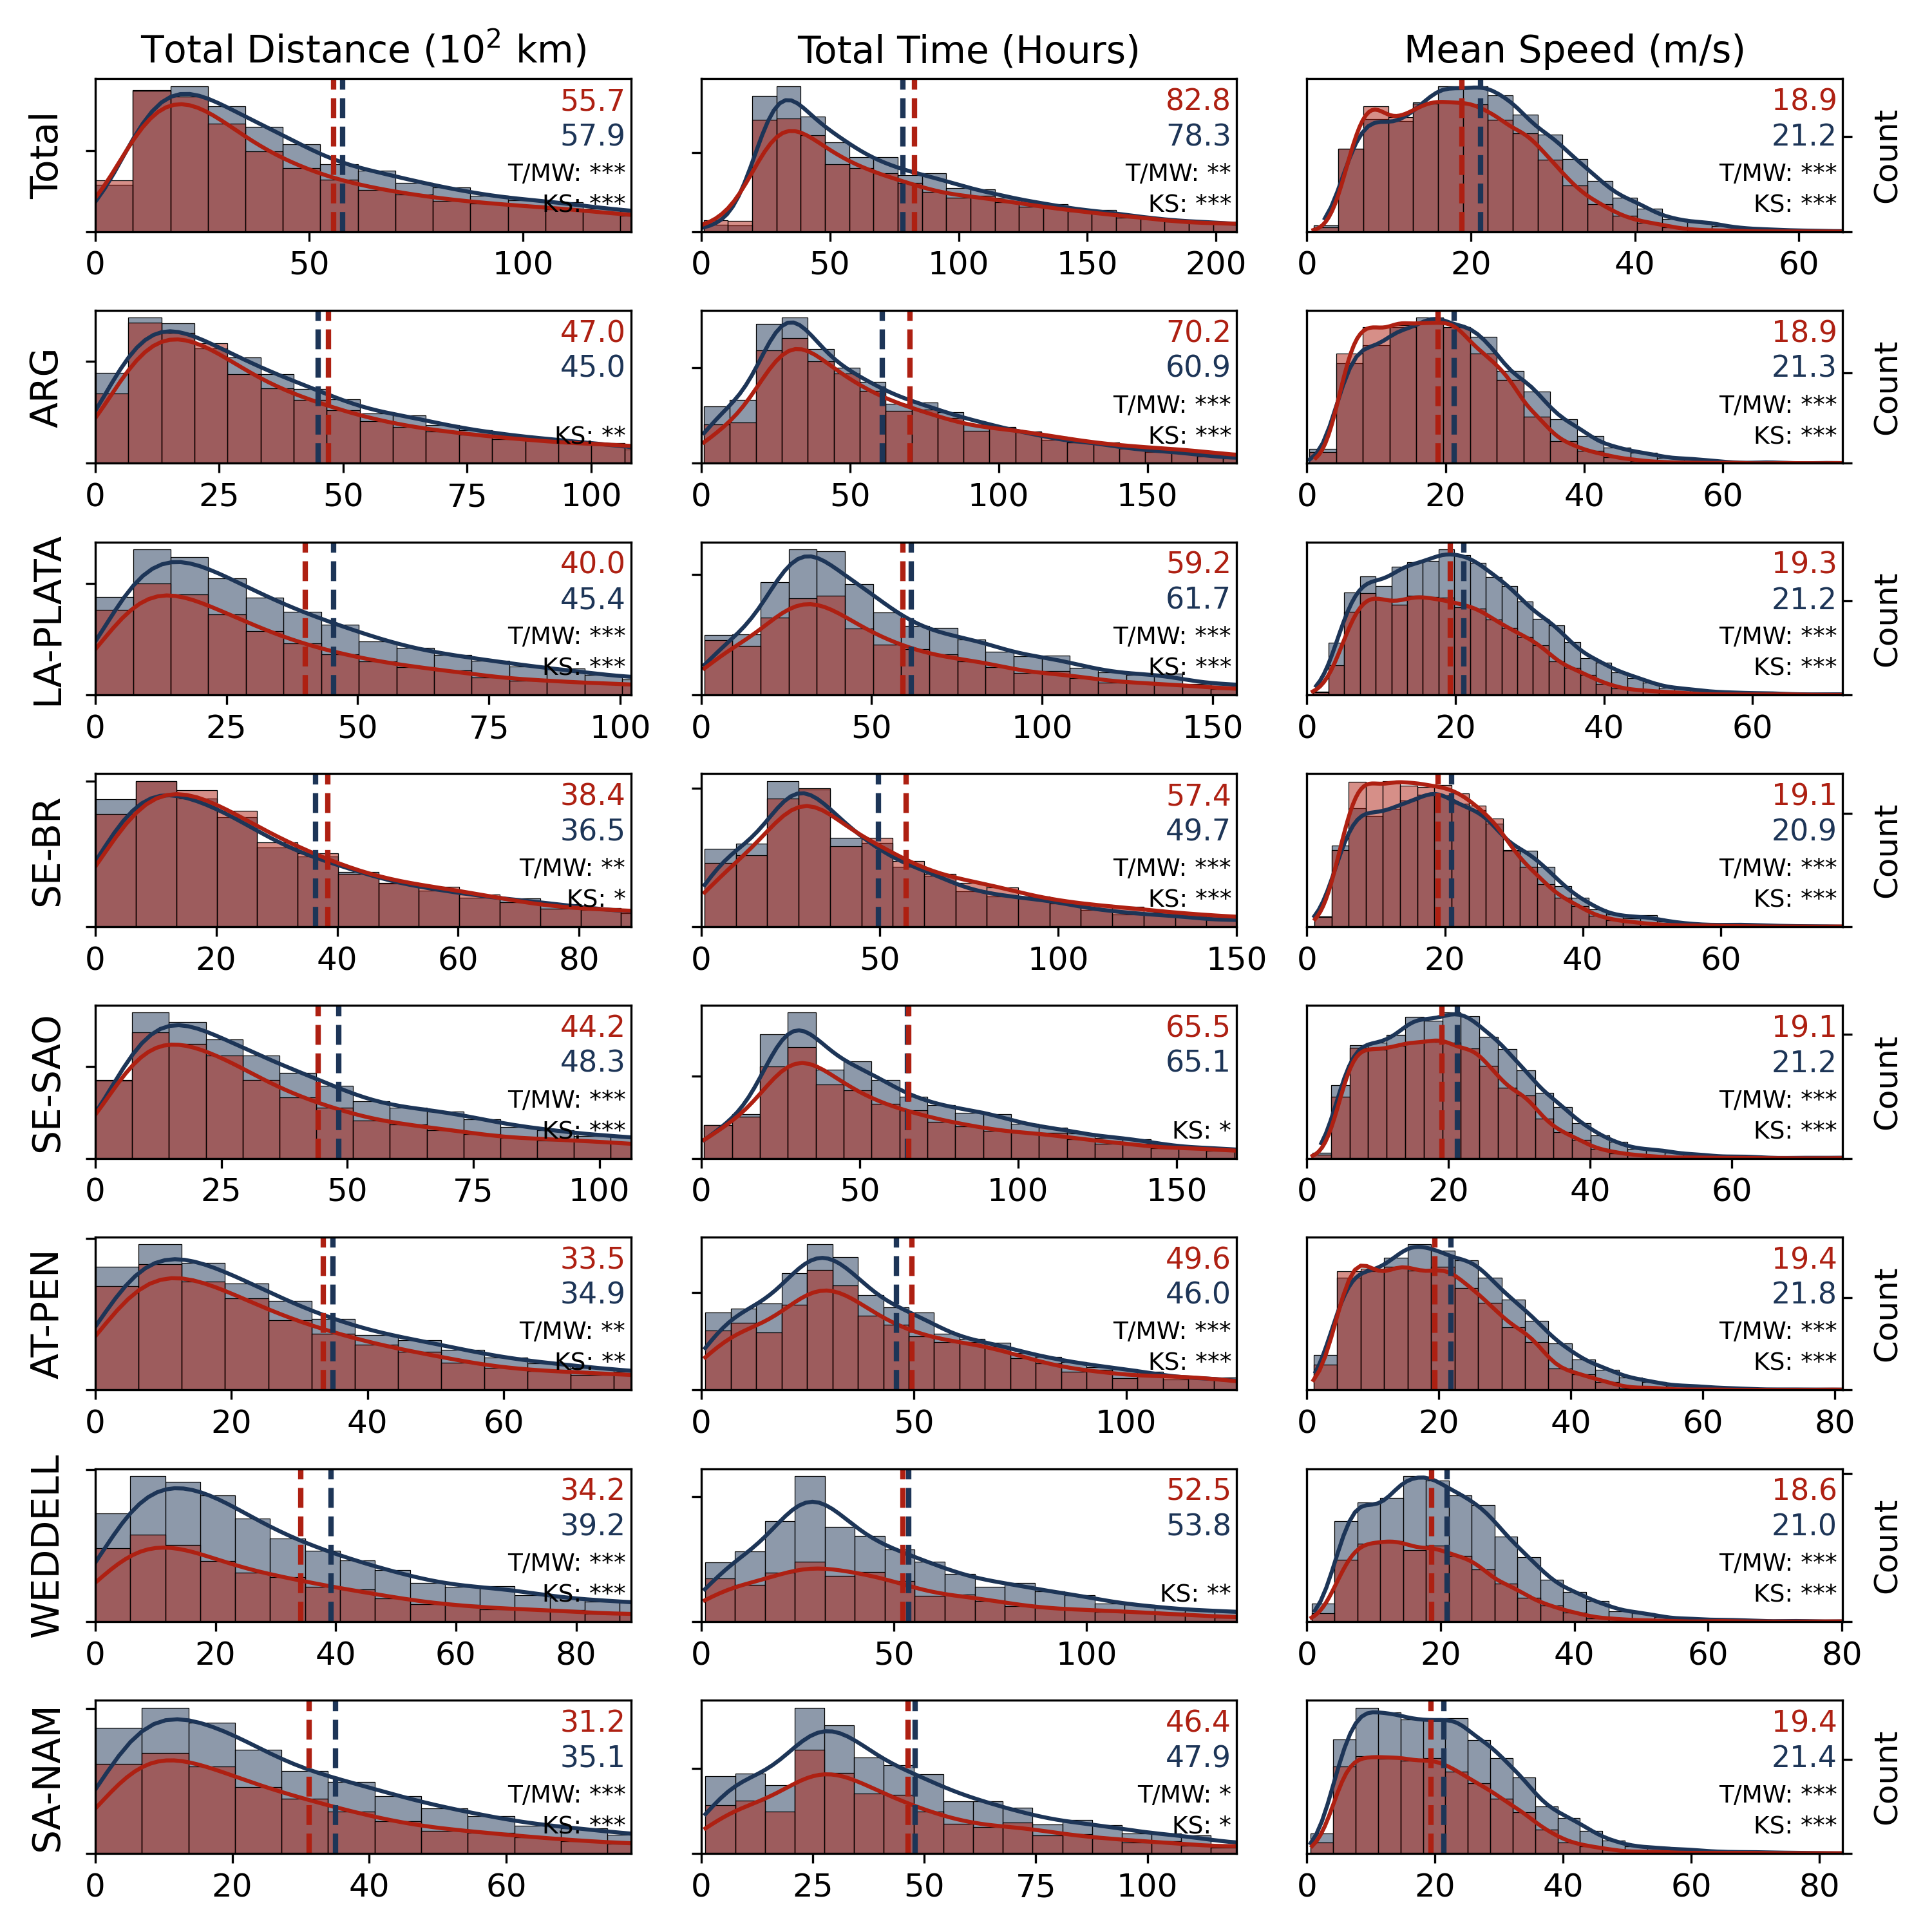 Total Distance (10² km) Total Time (Hours) Mean Speed (m/s)
Total
55.7
57.9
T/MW: ***
KS: ***
0 50 100
82.8
78.3
T/MW: **
KS: ***
0 50 100 150 200
18.9
21.2
T/MW: ***
KS: ***
0 20 40 60
Count
ARG
47.0
45.0
KS: **
0 25 50 75 100
70.2
60.9
T/MW: ***
KS: ***
0 50 100 150
18.9
21.3
T/MW: ***
KS: ***
0 20 40 60
Count
LA-PLATA
40.0
45.4
T/MW: ***
KS: ***
0 25 50 75 100
59.2
61.7
T/MW: ***
KS: ***
0 50 100 150
19.3
21.2
T/MW: ***
KS: ***
0 20 40 60
Count
SE-BR
38.4
36.5
T/MW: **
KS: *
0 20 40 60 80
57.4
49.7
T/MW: ***
KS: ***
0 50 100 150
19.1
20.9
T/MW: ***
KS: ***
0 20 40 60
Count
SE-SAO
44.2
48.3
T/MW: ***
KS: ***
0 25 50 75 100
65.5
65.1
KS: *
0 50 100 150
19.1
21.2
T/MW: ***
KS: ***
0 20 40 60
Count
AT-PEN
33.5
34.9
T/MW: **
KS: **
0 20 40 60
49.6
46.0
T/MW: ***
KS: ***
0 50 100
19.4
21.8
T/MW: ***
KS: ***
0 20 40 60 80
Count
WEDDELL
34.2
39.2
T/MW: ***
KS: ***
0 20 40 60 80
52.5
53.8
KS: **
0 50 100
18.6
21.0
T/MW: ***
KS: ***
0 20 40 60 80
Count
SA-NAM
31.2
35.1
T/MW: ***
KS: ***
0 20 40 60
46.4
47.9
T/MW: *
KS: *
0 25 50 75 100
19.4
21.4
T/MW: ***
KS: ***
0 20 40 60 80
Count